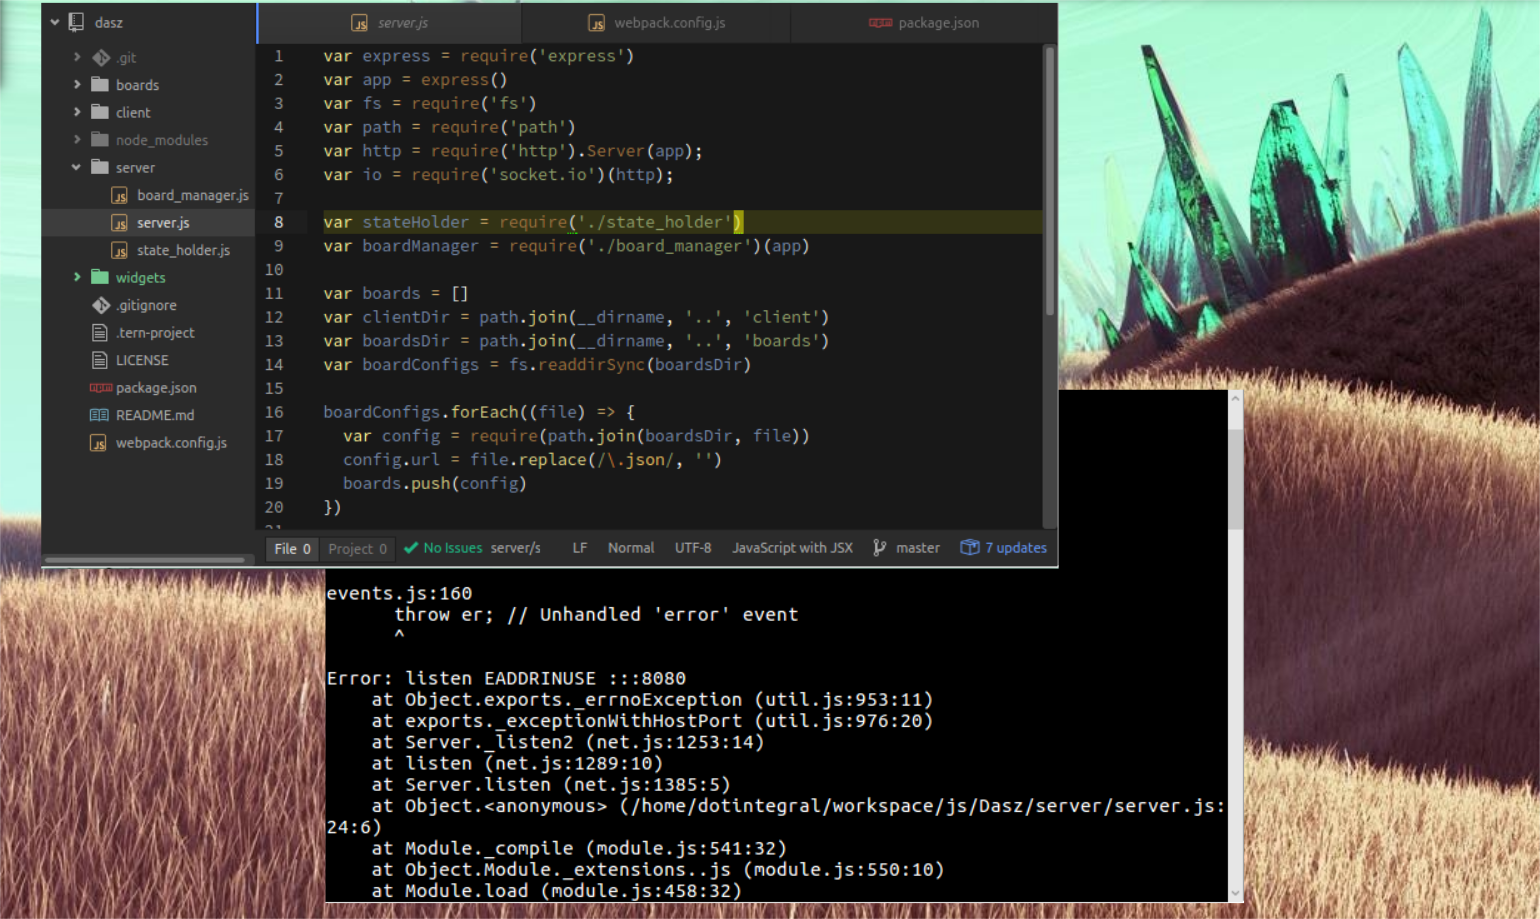 dasz
.git
boards
client
node_modules
server
board_manager.js
server.js
state_holder.js
widgets
.gitignore
.tern-project
LICENSE
package.json
README.md
webpack.config.js
server.js
webpack.config.js
package.json
1 var express = require('express')
2 var app = express()
3 var fs = require('fs')
4 var path = require('path')
5 var http = require('http').Server(app);
6 var io = require('socket.io')(http);
7
8 var stateHolder = require('./state_holder')
9 var boardManager = require('./board_manager')(app)
10
11 var boards = []
12 var clientDir = path.join(__dirname, '..', 'client')
13 var boardsDir = path.join(__dirname, '..', 'boards')
14 var boardConfigs = fs.readdirSync(boardsDir)
15
16 boardConfigs.forEach((file) => {
17 var config = require(path.join(boardsDir, file))
18 config.url = file.replace(/\.json/, '')
19 boards.push(config)
20 })
File 0 Project 0 No Issues server/s LF Normal UTF-8 JavaScript with JSX master 7 updates
events.js:160
throw er; // Unhandled 'error' event
^
Error: listen EADDRINUSE :::8080
at Object.exports._errnoException (util.js:953:11)
at exports._exceptionWithHostPort (util.js:976:20)
at Server._listen2 (net.js:1253:14)
at listen (net.js:1289:10)
at Server.listen (net.js:1385:5)
at Object.<anonymous> (/home/dotintegral/workspace/js/Dasz/server/server.js:
24:6)
at Module._compile (module.js:541:32)
at Object.Module._extensions..js (module.js:550:10)
at Module.load (module.js:458:32)